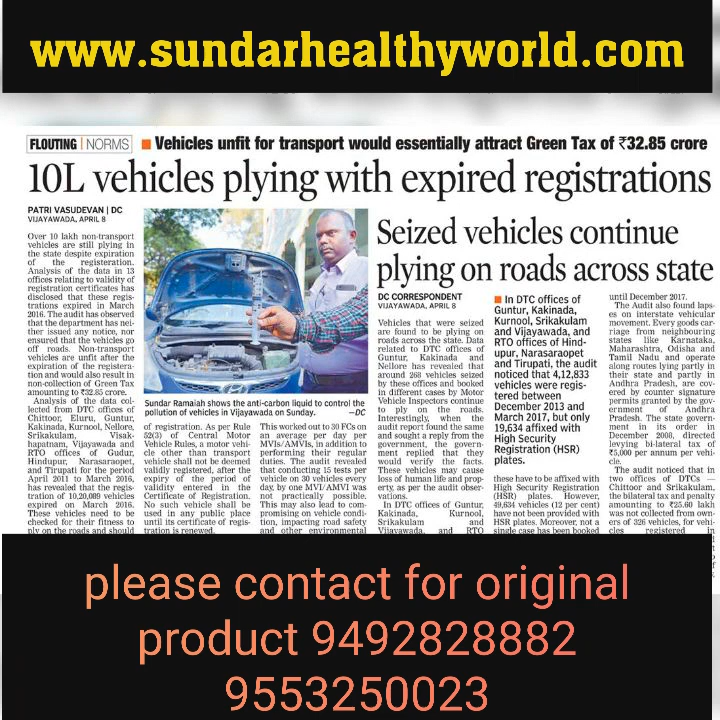 www.sundarhealthyworld.com
FLOUTING | NORMS ■ Vehicles unfit for transport would essentially attract Green Tax of ₹32.85 crore
10L vehicles plying with expired registrations
PATRI VASUDEVAN | DC
VIJAYAWADA, APRIL 8
Over 10 lakh non-transport
vehicles are still plying in
the state despite expiration
of the registeration.
Analysis of the data in 13
offices relating to validity of
registration certificates has
disclosed that these regis-
trations expired in March
2016. The audit has observed
that the department has nei-
ther issued any notice, nor
ensured that the vehicles go
off roads. Non-transport
vehicles are unfit after the
expiration of the registera-
tion and would also result in
non-collection of Green Tax
amounting to ₹32.85 crore.
Analysis of the data col-
lected from DTC offices of
Chittoor, Eluru, Guntur,
Kakinada, Kurnool, Nellore,
Srikakulam, Visak-
hapatnam, Vijayawada and
RTO offices of Gudur,
Hindupur, Narasaraopet,
and Tirupati for the period
April 2011 to March 2016,
has revealed that the regis-
tration of 10,20,089 vehicles
expired on March 2016.
These vehicles need to be
checked for their fitness to
ply on the roads and should
Sundar Ramaiah shows the anti-carbon liquid to control the
pollution of vehicles in Vijayawada on Sunday. —DC
of registration. As per Rule
52(3) of Central Motor
Vehicle Rules, a motor vehi-
cle other than transport
vehicle shall not be deemed
validly registered, after the
expiry of the period of
validity entered in the
Certificate of Registration.
No such vehicle shall be
used in any public place
until its certificate of regis-
tration is renewed.
This worked out to 30 FCs on
an average per day per
MVIs/AMVIs, in addition to
performing their regular
duties. The audit revealed
that conducting 15 tests per
vehicle on 30 vehicles every
day, by one MVI/AMVI was
not practically possible.
This may also lead to com-
promising on vehicle condi-
tion, impacting road safety
and other environmental
Seized vehicles continue
plying on roads across state
DC CORRESPONDENT
VIJAYAWADA, APRIL 8
Vehicles that were seized
are found to be plying on
roads across the state. Data
related to DTC offices of
Guntur, Kakinada and
Nellore has revealed that
around 268 vehicles seized
by these offices and booked
in different cases by Motor
Vehicle Inspectors continue
to ply on the roads.
Interestingly, when the
audit report found the same
and sought a reply from the
government, the govern-
ment replied that they
would verify the facts.
These vehicles may cause
loss of human life and prop-
erty, as per the audit obser-
vations.
In DTC offices of Guntur,
Kakinada, Kurnool,
Srikakulam and
Vijayawada, and RTO
■ In DTC offices of
Guntur, Kakinada,
Kurnool, Srikakulam
and Vijayawada, and
RTO offices of Hind-
upur, Narasaraopet
and Tirupati, the audit
noticed that 4,12,833
vehicles were regis-
tered between
December 2013 and
March 2017, but only
19,634 affixed with
High Security
Registration (HSR)
plates.
these have to be affixed with
High Security Registration
(HSR) plates. However,
49,634 vehicles (12 per cent)
have not been provided with
HSR plates. Moreover, not a
single case has been booked
until December 2017.
The Audit also found laps-
es on interstate vehicular
movement. Every goods car-
riage from neighbouring
states like Karnataka,
Maharashtra, Odisha and
Tamil Nadu and operate
along routes lying partly in
their state and partly in
Andhra Pradesh, are cov-
ered by counter signature
permits granted by the gov-
ernment of Andhra
Pradesh. The state govern-
ment in its order in
December 2008, directed
levying bi-lateral tax of
₹5,000 per annum per vehi-
cle.
The audit noticed that in
two offices of DTCs —
Chittoor and Srikakulam,
the bilateral tax and penalty
amounting to ₹25.60 lakh
was not collected from own-
ers of 326 vehicles, for vehi-
cles registered in
please contact for original
product 9492828882
9553250023